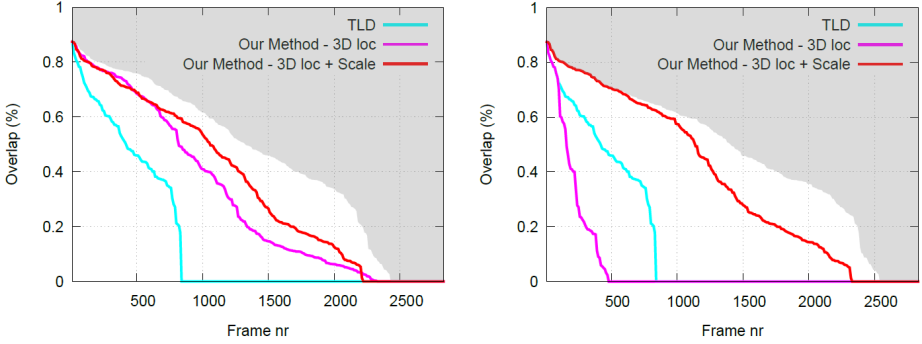 1
0.8
0.6
0.4
0.2
0
Overlap (%)
TLD
Our Method - 3D loc
Our Method - 3D loc + Scale
500
1000
1500
2000
2500
Frame nr
1
0.8
0.6
0.4
0.2
0
Overlap (%)
TLD
Our Method - 3D loc
Our Method - 3D loc + Scale
500
1000
1500
2000
2500
Frame nr